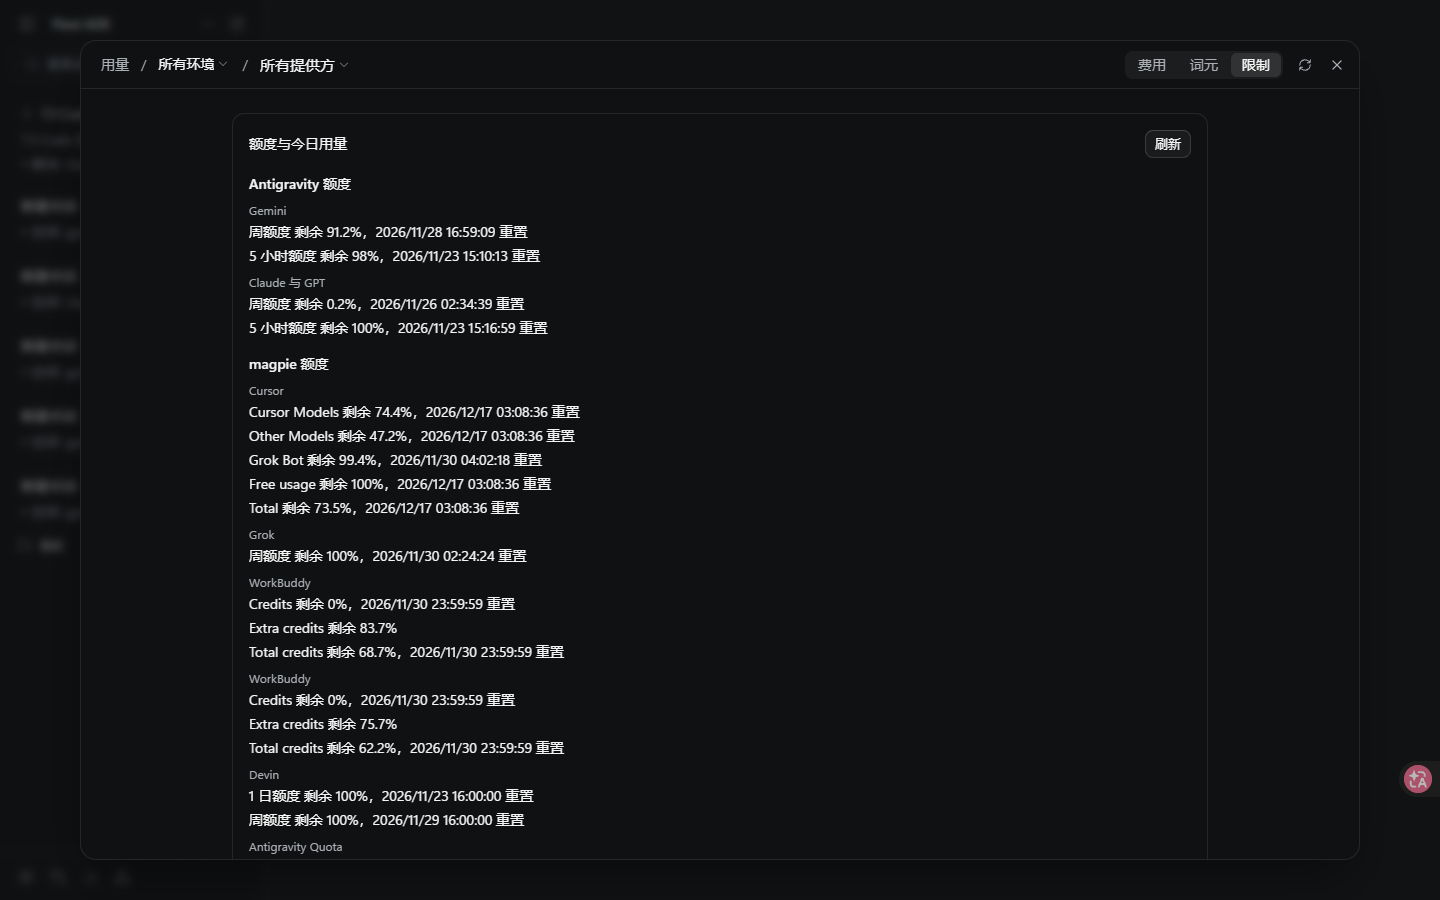 用量 / 所有环境 / 所有提供方
费用 词元 限制
额度与今日用量
刷新
Antigravity 额度
Gemini
周额度 剩余 91.2%，2026/11/28 16:59:09 重置
5 小时额度 剩余 98%，2026/11/23 15:10:13 重置
Claude 与 GPT
周额度 剩余 0.2%，2026/11/26 02:34:39 重置
5 小时额度 剩余 100%，2026/11/23 15:16:59 重置
magpie 额度
Cursor
Cursor Models 剩余 74.4%，2026/12/17 03:08:36 重置
Other Models 剩余 47.2%，2026/12/17 03:08:36 重置
Grok Bot 剩余 99.4%，2026/11/30 04:02:18 重置
Free usage 剩余 100%，2026/12/17 03:08:36 重置
Total 剩余 73.5%，2026/12/17 03:08:36 重置
Grok
周额度 剩余 100%，2026/11/30 02:24:24 重置
WorkBuddy
Credits 剩余 0%，2026/11/30 23:59:59 重置
Extra credits 剩余 83.7%
Total credits 剩余 68.7%，2026/11/30 23:59:59 重置
WorkBuddy
Credits 剩余 0%，2026/11/30 23:59:59 重置
Extra credits 剩余 75.7%
Total credits 剩余 62.2%，2026/11/30 23:59:59 重置
Devin
1 日额度 剩余 100%，2026/11/23 16:00:00 重置
周额度 剩余 100%，2026/11/29 16:00:00 重置
Antigravity Quota